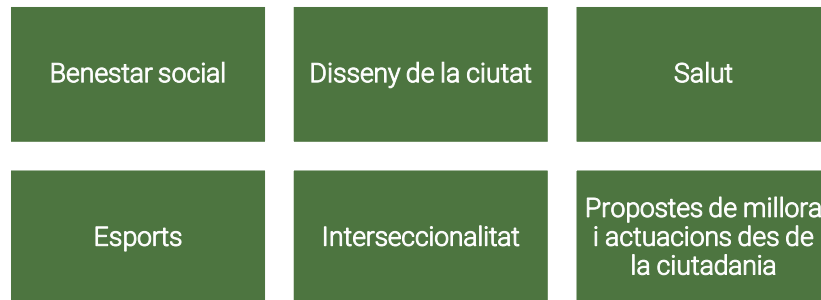 Benestar social
Disseny de la ciutat
Salut
Esports
Interseccionalitat
Propostes de millora
i actuacions des de
la ciutadania